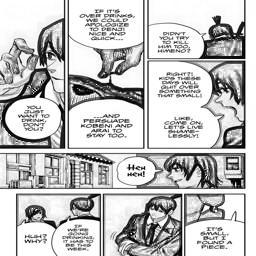 DIDN'T
YOU TRY
TO KILL
HIM TOO,
HIMENO?
RIGHT?!
KIDS THESE
DAYS WILL
QUIT OVER
SOMETHING
THAT SMALL!
LIKE,
COME ON.
LET'S LIVE
SHAME-
LESSLY!
IF IT'S
OVER DRINKS,
WE COULD
APOLOGIZE
TO DENJI
NICE AND
QUICK...
...AND
PERSUADE
KOBENI AND
ARAI TO
STAY TOO.
YOU
JUST
WANT TO
DRINK,
DON'T
YOU?
HEH
HEH!
IT'S
SMALL,
BUT I
FOUND A
PIECE.
IF
WE'RE
GOING
DRINKING,
IT HAS TO
BE THIS
WEEK.
HUH?
WHY?